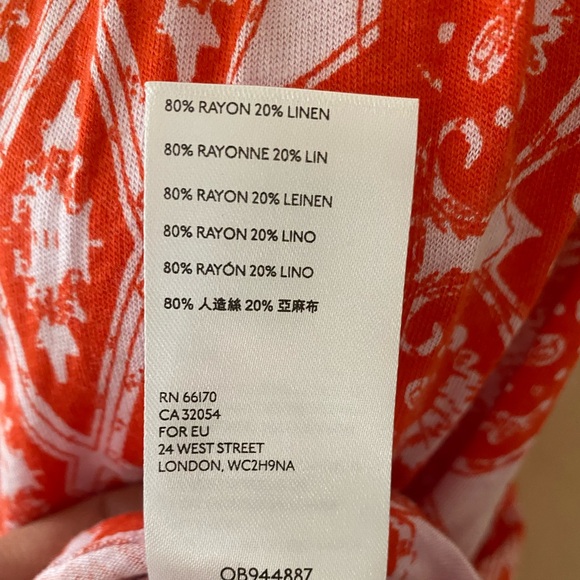 80% RAYON 20% LINEN
80% RAYONNE 20% LIN
80% RAYON 20% LEINEN
80% RAYON 20% LINO
80% RAYÓN 20% LINO
80% 人造絲 20% 亞麻布
RN 66170
CA 32054
FOR EU
24 WEST STREET
LONDON, WC2H9NA
OB944887